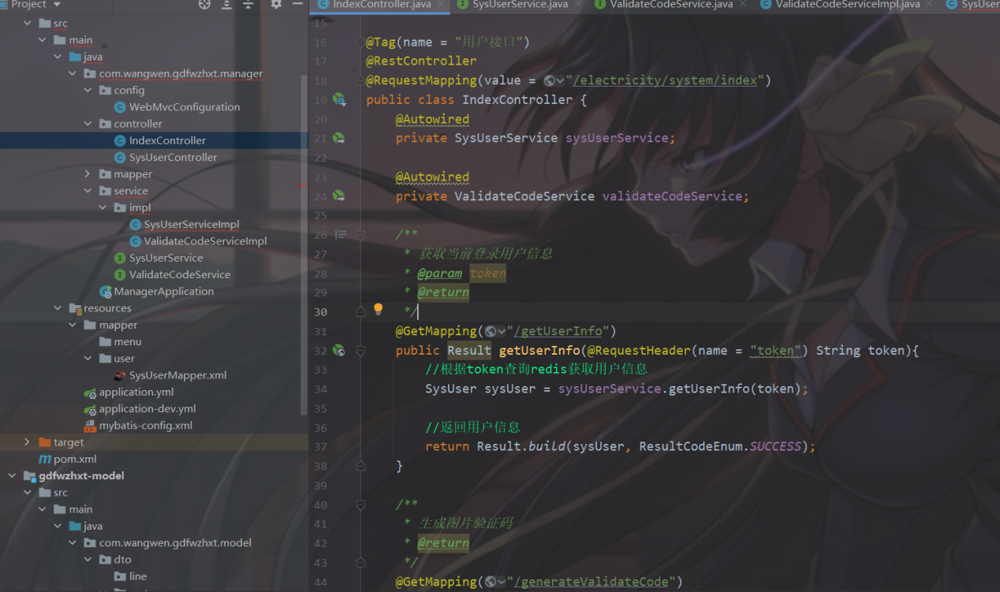 Project
src
main
java
com.wangwen.gdfwzhxt.manager
config
WebMvcConfiguration
controller
IndexController
SysUserController
mapper
service
impl
SysUserServiceImpl
ValidateCodeServiceImpl
SysUserService
ValidateCodeService
ManagerApplication
resources
mapper
menu
user
SysUserMapper.xml
application.yml
application-dev.yml
mybatis-config.xml
target
pom.xml
gdfwzhxt-model
src
main
java
com.wangwen.gdfwzhxt.model
dto
line
IndexController.java
SysUserService.java
ValidateCodeService.java
ValidateCodeServiceImpl.java
SysUser
15
16 @Tag(name = "用户接口")
17 @RestController
18 @RequestMapping(value = "/electricity/system/index")
19 public class IndexController {
20 @Autowired
21 private SysUserService sysUserService;
22
23 @Autowired
24 private ValidateCodeService validateCodeService;
25
26 /**
27 * 获取当前登录用户信息
28 * @param token
29 * @return
30 */
31 @GetMapping("/getUserInfo")
32 public Result getUserInfo(@RequestHeader(name = "token") String token){
33 //根据token查询redis获取用户信息
34 SysUser sysUser = sysUserService.getUserInfo(token);
35
36 //返回用户信息
37 return Result.build(sysUser, ResultCodeEnum.SUCCESS);
38 }
39
40 /**
41 * 生成图片验证码
42 * @return
43 */
44 @GetMapping("/generateValidateCode")